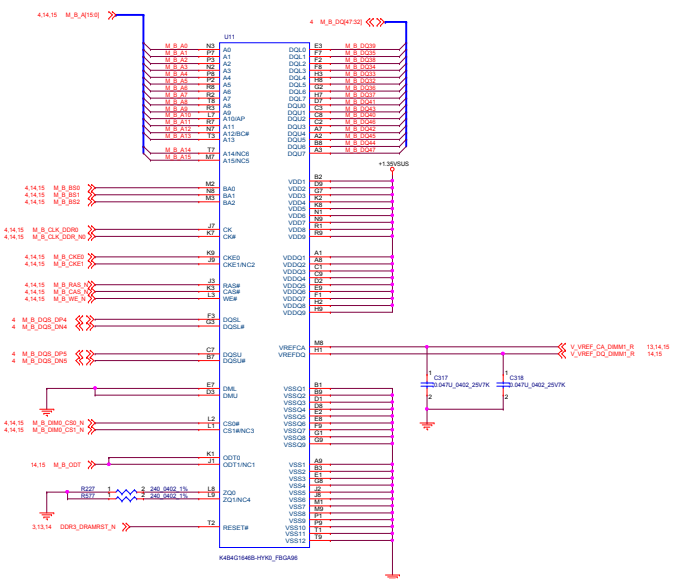 4,14,15 M_B_A[15:0]
4 M_B_DQ[47:32]
U11
M_B_A0 N3 A0
M_B_A1 P7 A1
M_B_A2 P3 A2
M_B_A3 N2 A3
M_B_A4 P8 A4
M_B_A5 P2 A5
M_B_A6 R8 A6
M_B_A7 R2 A7
M_B_A8 T8 A8
M_B_A9 R3 A9
M_B_A10 L7 A10/AP
M_B_A11 R7 A11
M_B_A12 N7 A12/BC#
M_B_A13 T3 A13
M_B_A14 T7 A14/NC6
M_B_A15 M7 A15/NC5
DQL0 E3 M_B_DQ39
DQL1 F7 M_B_DQ35
DQL2 F2 M_B_DQ38
DQL3 F8 M_B_DQ34
DQL4 H3 M_B_DQ33
DQL5 H8 M_B_DQ32
DQL6 G2 M_B_DQ36
DQL7 H7 M_B_DQ37
DQU0 D7 M_B_DQ41
DQU1 C3 M_B_DQ43
DQU2 C8 M_B_DQ40
DQU3 C2 M_B_DQ46
DQU4 A7 M_B_DQ42
DQU5 A2 M_B_DQ45
DQU6 B8 M_B_DQ44
DQU7 A3 M_B_DQ47
+1.35VSUS
4,14,15 M_B_BS0 M2 BA0
4,14,15 M_B_BS1 N8 BA1
4,14,15 M_B_BS2 M3 BA2
VDD1 B2
VDD2 D9
VDD3 G7
VDD4 K2
VDD5 K8
VDD6 N1
VDD7 N9
VDD8 R1
VDD9 R9
4,14,15 M_B_CLK_DDR0 J7 CK
4,14,15 M_B_CLK_DDR_N0 K7 CK#
4,14,15 M_B_CKE0 K9 CKE0
4,14,15 M_B_CKE1 J9 CKE1/NC2
VDDQ1 A1
VDDQ2 A8
VDDQ3 C1
VDDQ4 C9
VDDQ5 D2
VDDQ6 E9
VDDQ7 F1
VDDQ8 H2
VDDQ9 H9
4,14,15 M_B_RAS_N J3 RAS#
4,14,15 M_B_CAS_N K3 CAS#
4,14,15 M_B_WE_N L3 WE#
4 M_B_DQS_DP4 F3 DQSL
4 M_B_DQS_DN4 G3 DQSL#
4 M_B_DQS_DP5 C7 DQSU
4 M_B_DQS_DN5 B7 DQSU#
VREFCA M8 V_VREF_CA_DIMM1_R 13,14,15
VREFDQ H1 V_VREF_DQ_DIMM1_R 14,15
1 C317 0.047U_0402_25V7K 2
1 C318 0.047U_0402_25V7K 2
E7 DML
D3 DMU
VSSQ1 B1
VSSQ2 B9
VSSQ3 D1
VSSQ4 D8
VSSQ5 E2
VSSQ6 E8
VSSQ7 F9
VSSQ8 G1
VSSQ9 G9
4,14,15 M_B_DIM0_CS0_N L2 CS0#
4,14,15 M_B_DIM0_CS1_N L1 CS1#/NC3
K1 ODT0
14,15 M_B_ODT J1 ODT1/NC1
VSS1 A9
VSS2 B3
VSS3 E1
VSS4 G8
VSS5 J2
VSS6 J8
VSS7 M1
VSS8 M9
VSS9 P1
VSS10 P9
VSS11 T1
VSS12 T9
R227 1 2 240_0402_1% L8 ZQ0
R577 1 2 240_0402_1% L9 ZQ1/NC4
3,13,14 DDR3_DRAMRST_N T2 RESET#
K4B4G1646B-HYK0_FBGA96